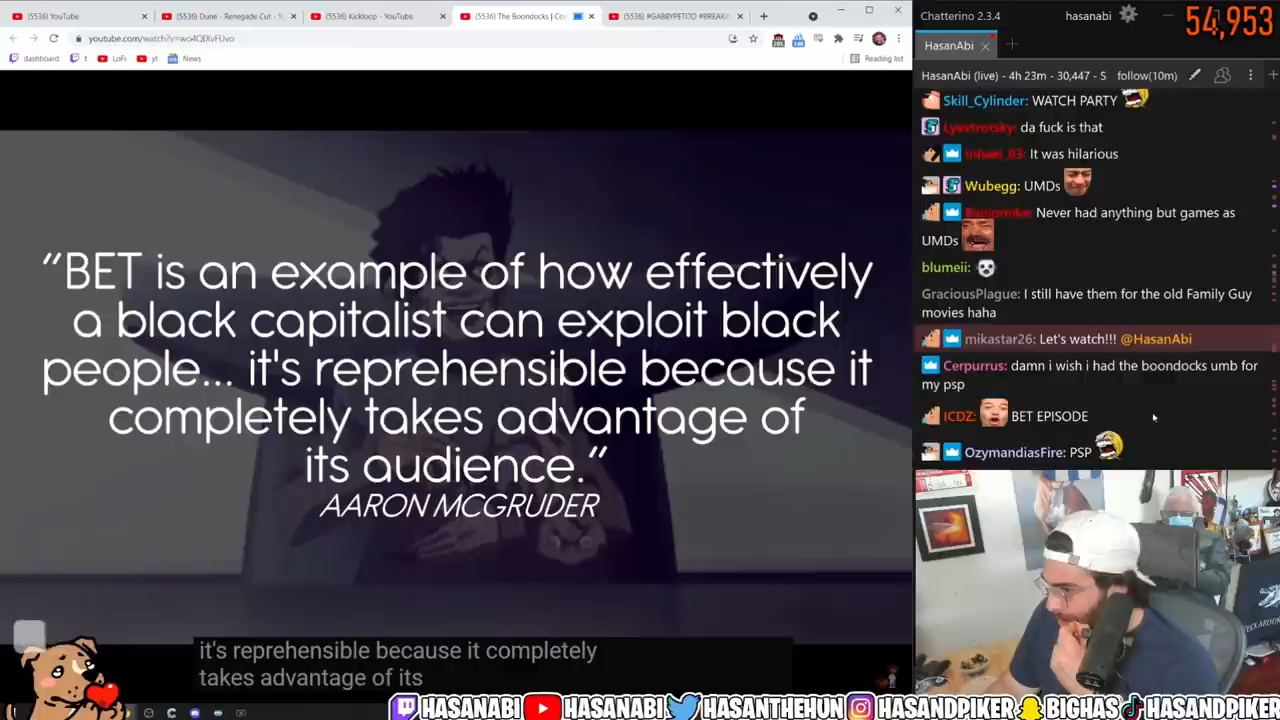 (5536) YouTube
(5536) Dune - Renegade Cut - Y
(5536) Kickloop - YouTube
(5536) The Boondocks | Co
(5536) #GABBYPETITO #BREAKI
youtube.com/watch?v=wo4QIXvFUvo
dashboard
t
LoFi
yt
News
Reading list
“BET is an example of how effectively
a black capitalist can exploit black
people... it's reprehensible because it
completely takes advantage of
its audience.”
AARON MCGRUDER
it's reprehensible because it completely
takes advantage of its
Chatterino 2.3.4
hasanabi
54,953
HasanAbi
HasanAbi (live) - 4h 23m - 30,447 - S
follow(10m)
Skill_Cylinder: WATCH PARTY
Lyevtrotsky: da fuck is that
It was hilarious
Wubegg: UMDs
Never had anything but games as
UMDs
blumeii:
GraciousPlague: I still have them for the old Family Guy
movies haha
mikastar26: Let's watch!!! @HasanAbi
Cerpurrus: damn i wish i had the boondocks umb for
my psp
ICDZ: BET EPISODE
OzymandiasFire: PSP
HASANABI
HASANABI
HASANTHEHUN
HASANDPIKER
BIGHAS
HASANDPIKER